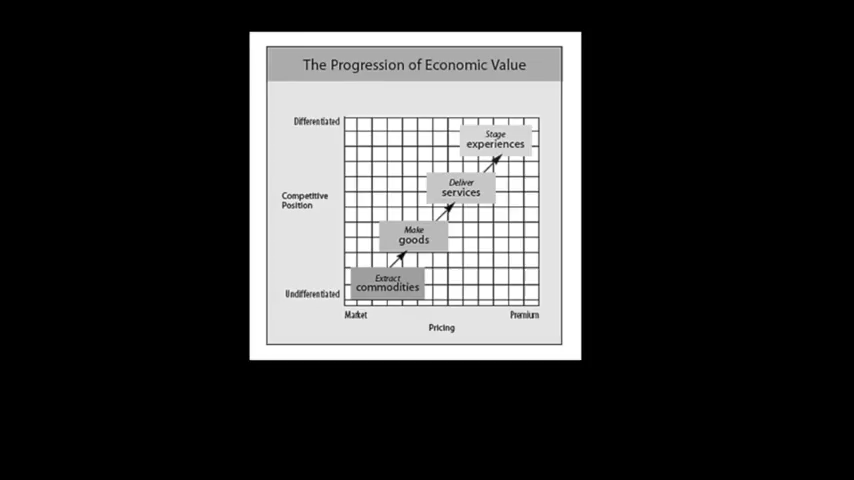 The Progression of Economic Value
Differentiated
Stage
experiences
Deliver
services
Competitive
Position
Make
goods
Extract
commodities
Undifferentiated
Market
Premium
Pricing